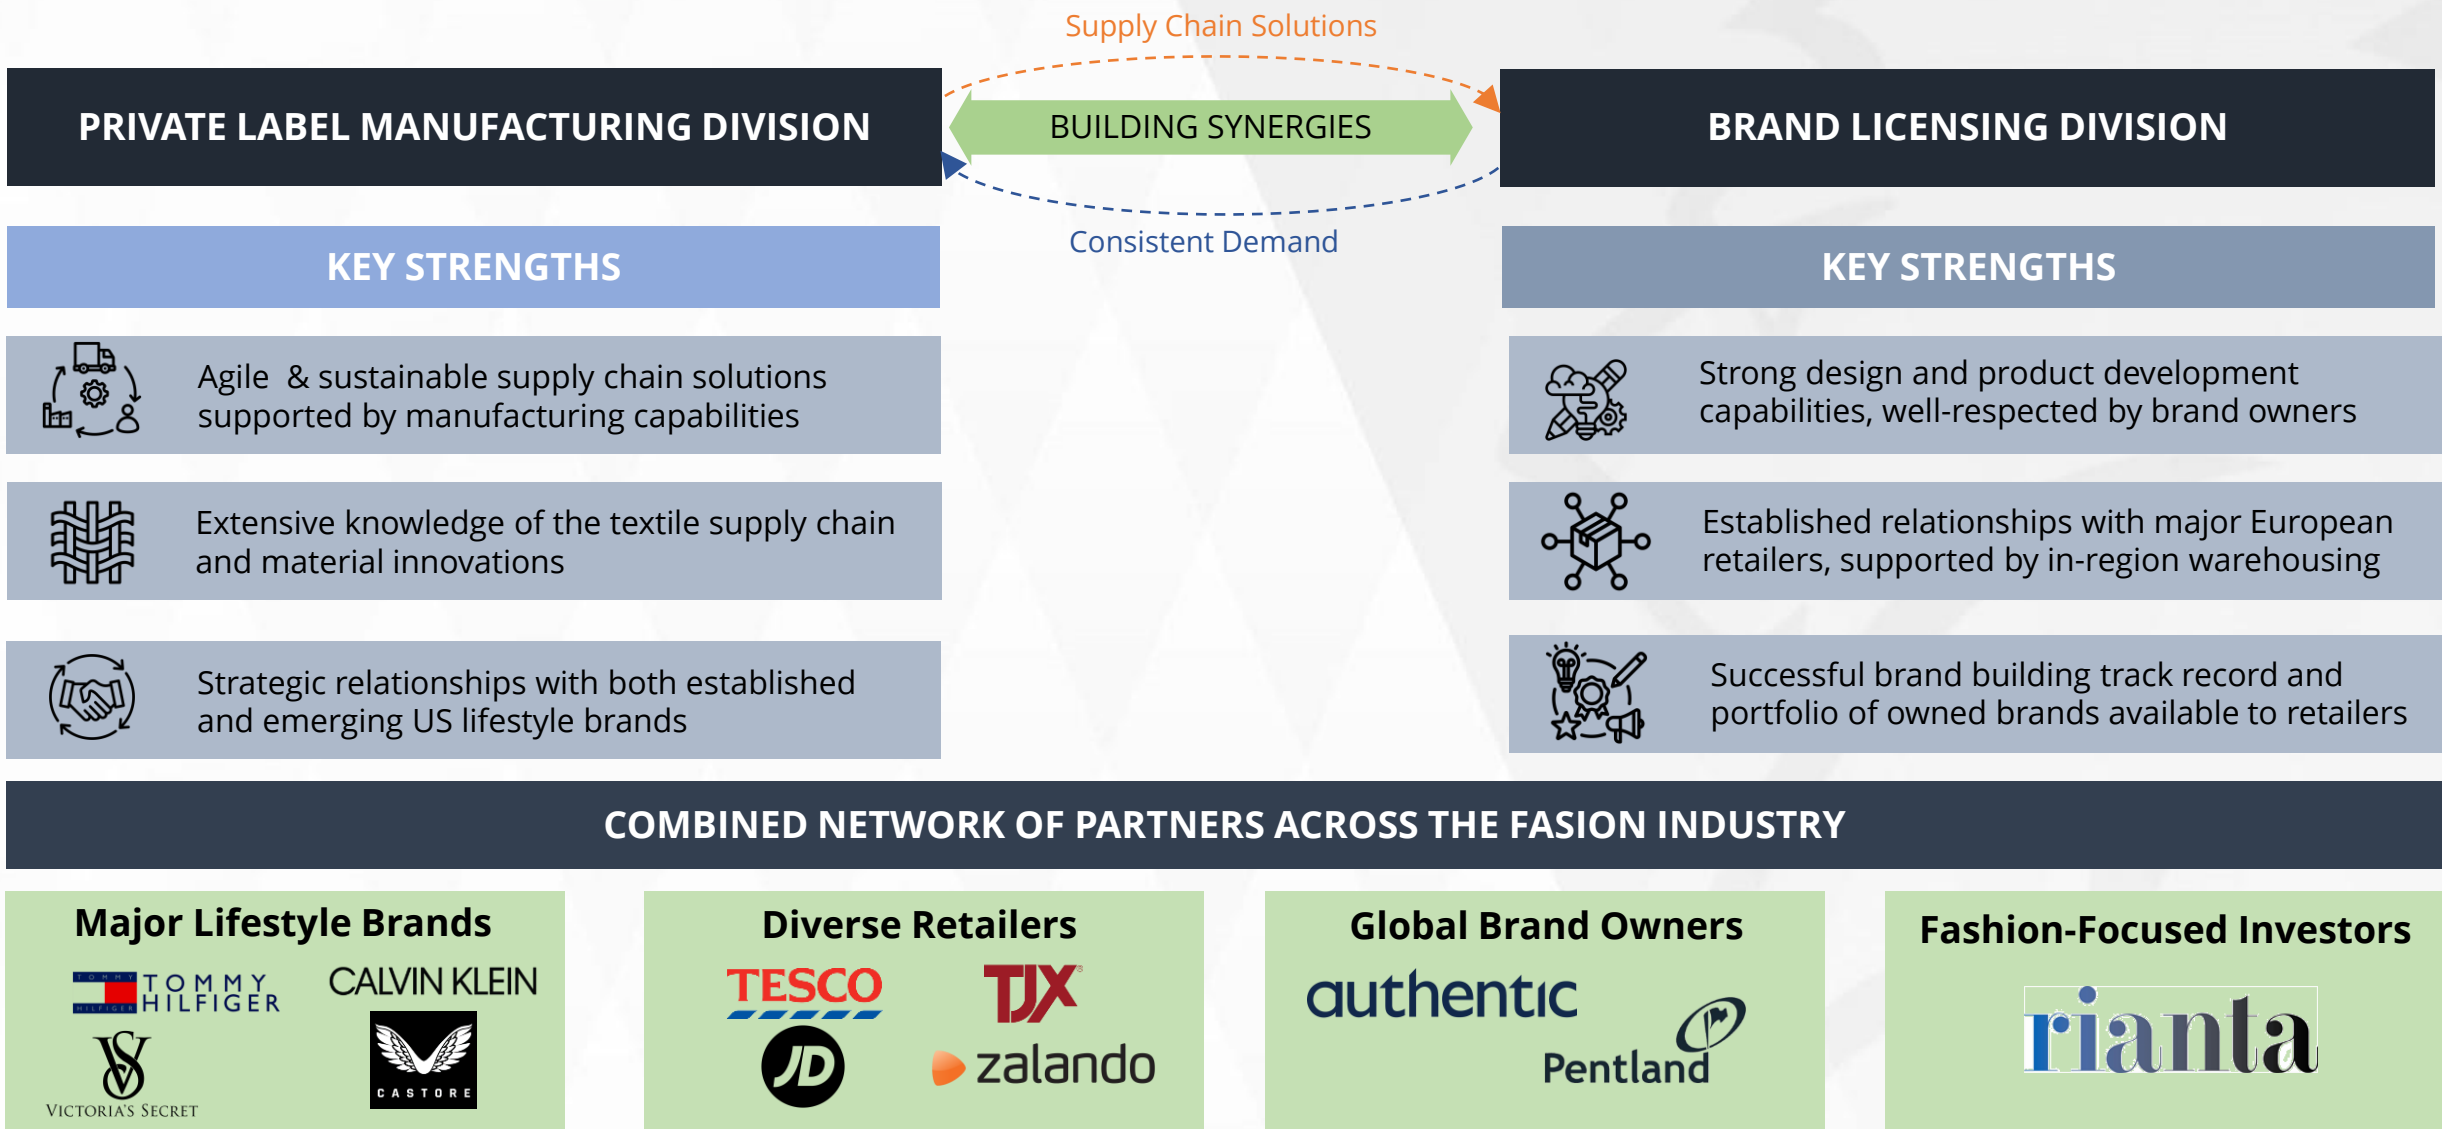 Supply Chain Solutions
PRIVATE LABEL MANUFACTURING DIVISION
BUILDING SYNERGIES
BRAND LICENSING DIVISION
Consistent Demand
KEY STRENGTHS
Agile & sustainable supply chain solutions
supported by manufacturing capabilities
Extensive knowledge of the textile supply chain
and material innovations
Strategic relationships with both established
and emerging US lifestyle brands
KEY STRENGTHS
Strong design and product development
capabilities, well-respected by brand owners
Established relationships with major European
retailers, supported by in-region warehousing
Successful brand building track record and
portfolio of owned brands available to retailers
COMBINED NETWORK OF PARTNERS ACROSS THE FASION INDUSTRY
Major Lifestyle Brands
TOMMY
HILFIGER
TOMMY
HILFIGER
CALVIN KLEIN
VS
VICTORIA'S SECRET
CASTORE
Diverse Retailers
TESCO
TJX®
JD
zalando
Global Brand Owners
authentic
Pentland
Fashion-Focused Investors
rianta